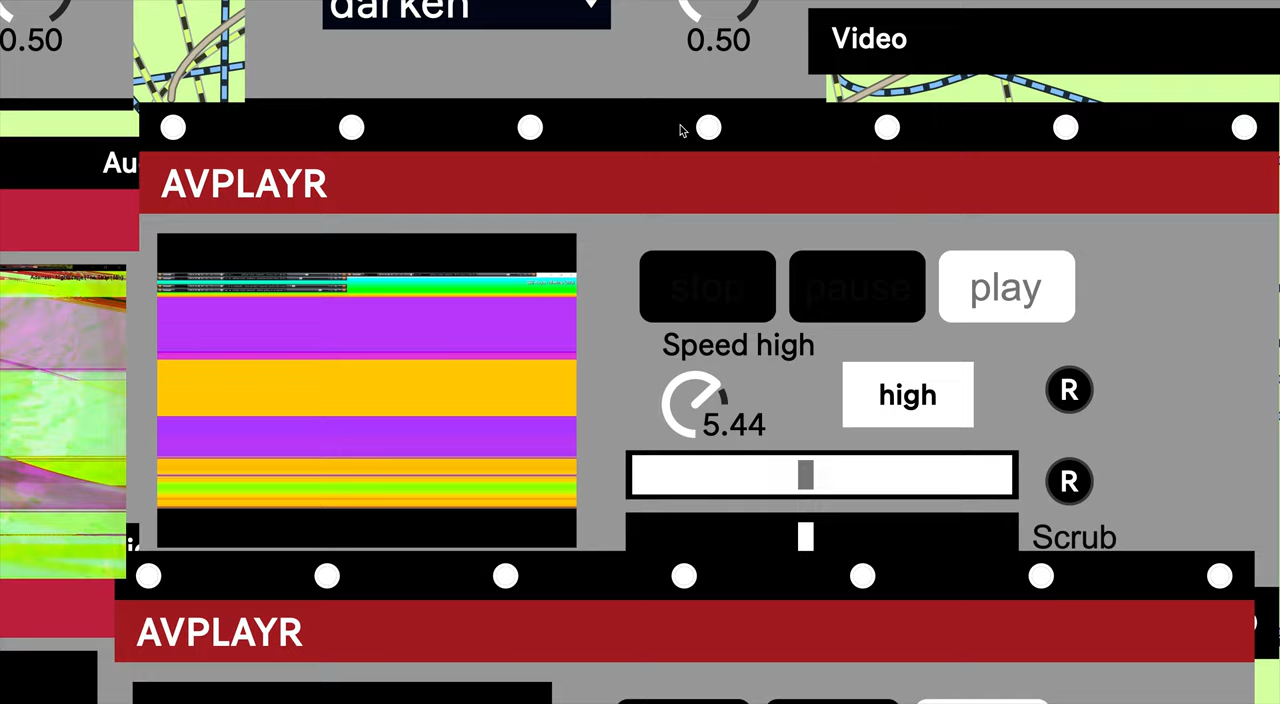 darken
0.50
0.50
Video
Au
AVPLAYR
stop
pause
play
Speed high
5.44
high
R
R
Scrub
AVPLAYR